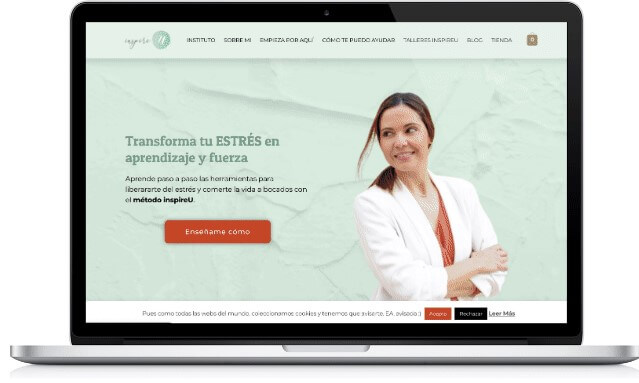 inspire U
INSTITUTO SOBRE MI EMPIEZA POR AQUÍ CÓMO TE PUEDO AYUDAR TALLERES INSPIREU BLOG TIENDA 0
Transforma tu ESTRÉS en
aprendizaje y fuerza
Aprende paso a paso las herramientas para
liberararte del estrés y comerte la vida a bocados con
el método inspireU.
Enseñame cómo
Pues como todas las webs del mundo, coleccionamos cookies y tenemos que avisarte. EA, avisado :) Acepto Rechazar Leer Más